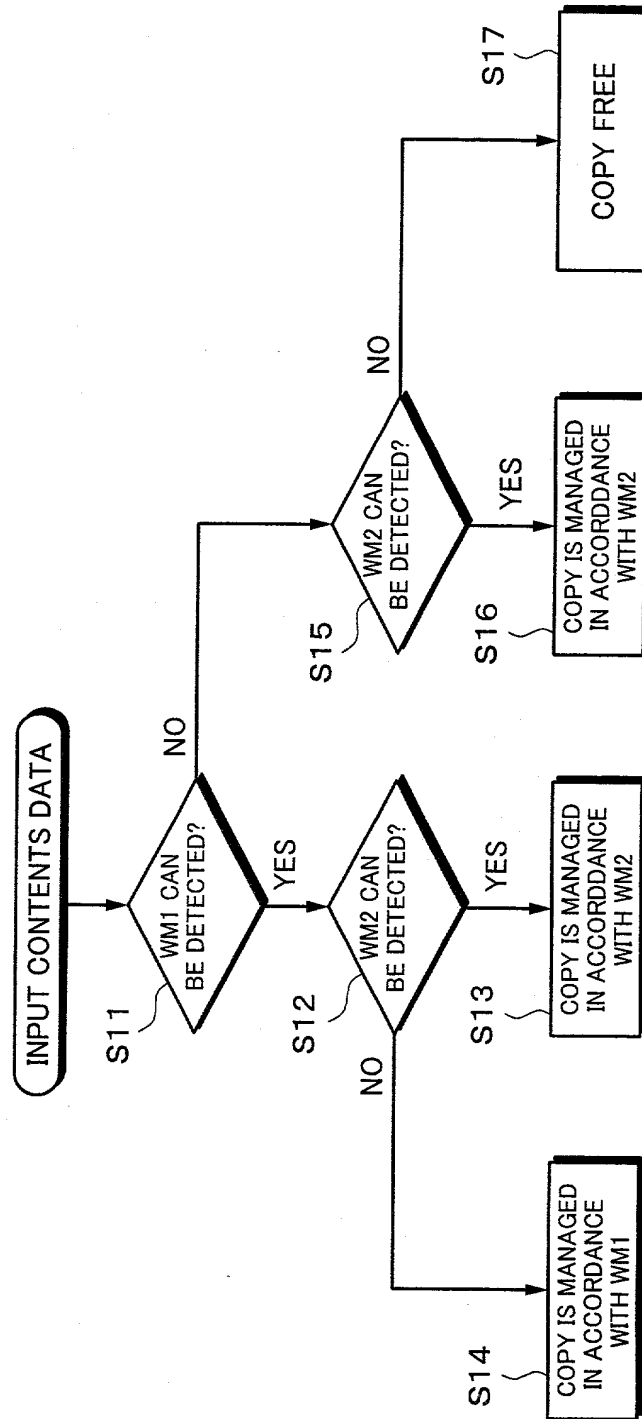 INPUT CONTENTS DATA
S11
WM1 CAN
BE DETECTED?
NO
YES
S12
WM2 CAN
BE DETECTED?
NO
YES
S15
WM2 CAN
BE DETECTED?
NO
YES
S14
COPY IS MANAGED
IN ACCORDANCE
WITH WM1
S13
COPY IS MANAGED
IN ACCORDDANCE
WITH WM2
S16
COPY IS MANAGED
IN ACCORDDANCE
WITH WM2
S17
COPY FREE